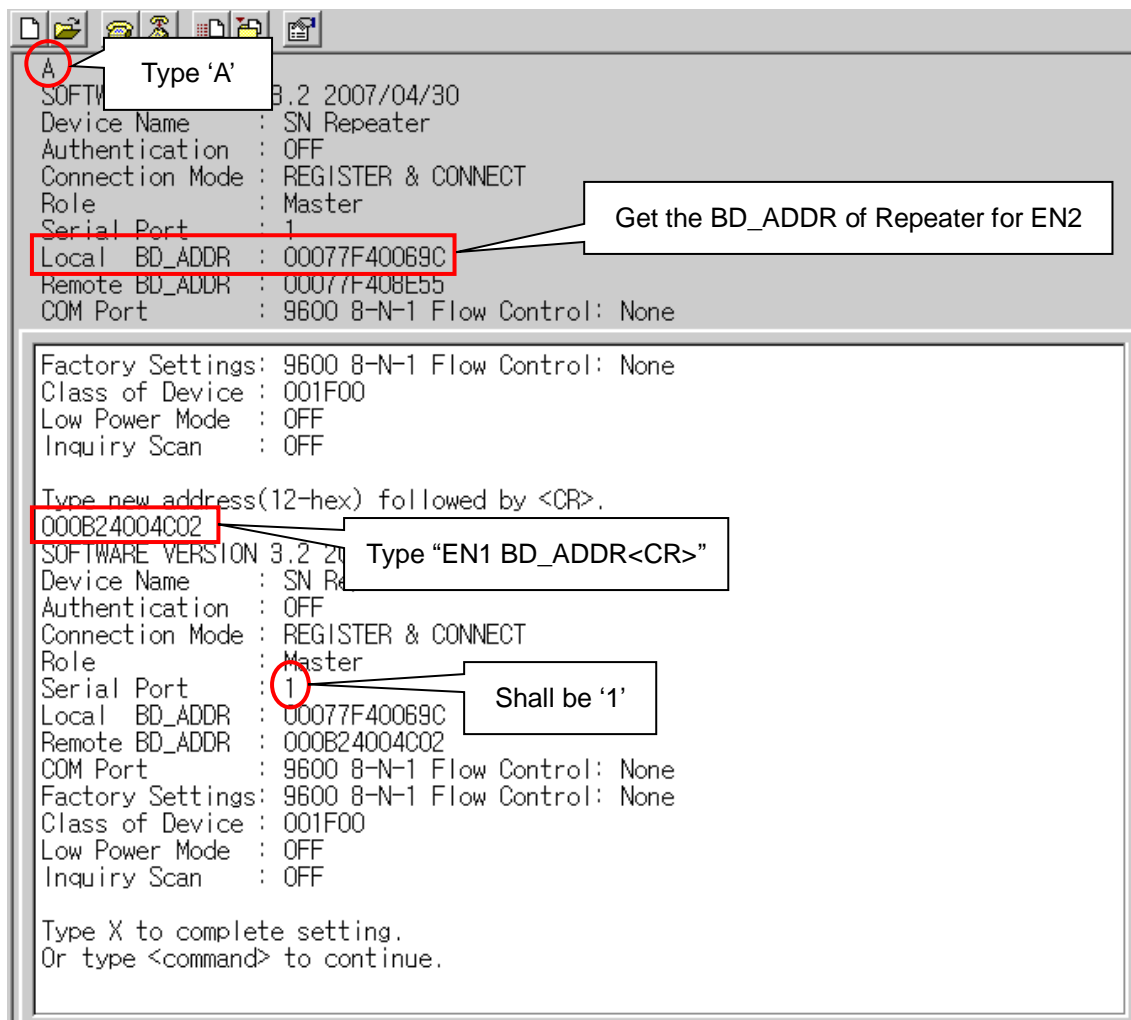 A
Type ‘A’
SOFTW 3.2 2007/04/30
Device Name : SN Repeater
Authentication : OFF
Connection Mode : REGISTER & CONNECT
Role : Master
Get the BD_ADDR of Repeater for EN2
Serial Port : 1
Local BD_ADDR : 00077F40069C
Remote BD_ADDR : 00077F408E55
COM Port : 9600 8-N-1 Flow Control: None
Factory Settings: 9600 8-N-1 Flow Control: None
Class of Device : 001F00
Low Power Mode : OFF
Inquiry Scan : OFF
Type new address(12-hex) followed by <CR>.
000B24004C02
Type “EN1 BD_ADDR<CR>”
SOFTWARE VERSION 3.2 20
Device Name : SN Re
Authentication : OFF
Connection Mode : REGISTER & CONNECT
Role : Master
Serial Port : 1
Shall be ‘1’
Local BD_ADDR : 00077F40069C
Remote BD_ADDR : 000B24004C02
COM Port : 9600 8-N-1 Flow Control: None
Factory Settings: 9600 8-N-1 Flow Control: None
Class of Device : 001F00
Low Power Mode : OFF
Inquiry Scan : OFF
Type X to complete setting.
Or type <command> to continue.